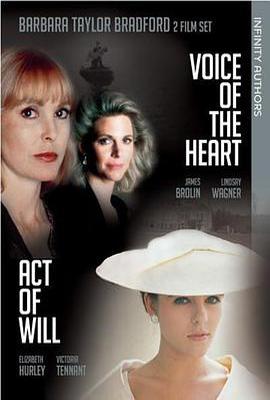 BARBARA TAYLOR BRADFORD 2 FILM SET
INFINITY AUTHORS
VOICE
OF THE
HEART
JAMES BROLIN
LINDSAY WAGNER
ACT
OF
WILL
ELIZABETH HURLEY
VICTORIA TENNANT